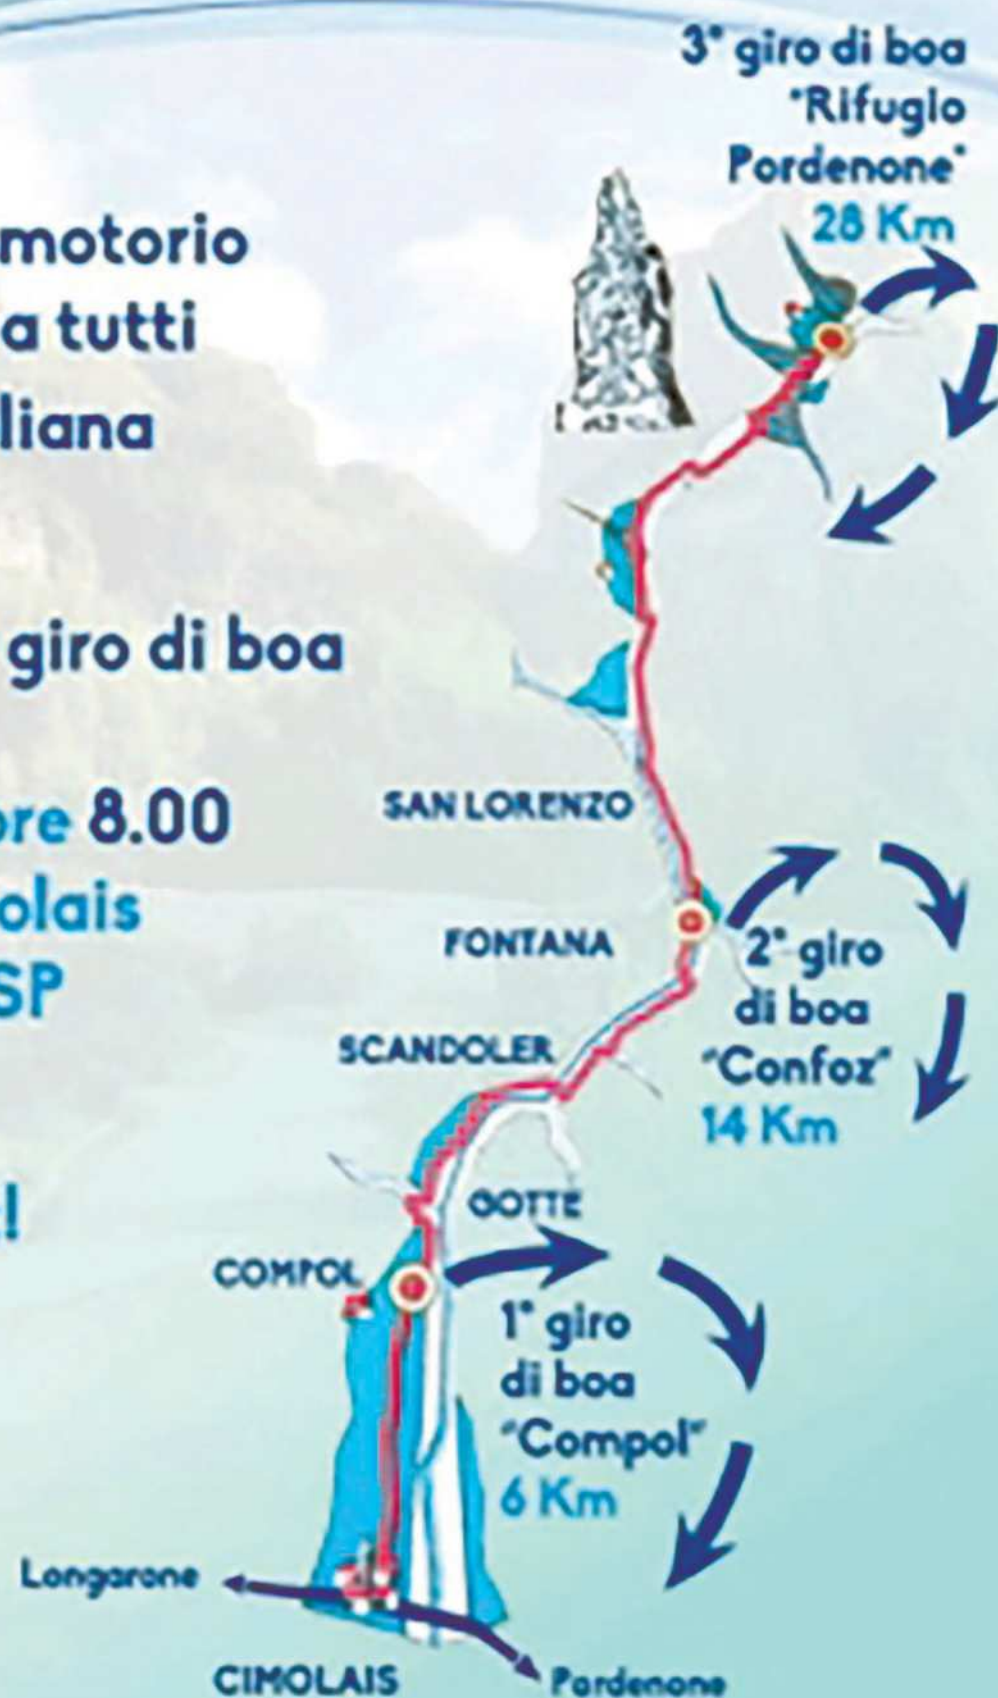 3° giro di boa
"Rifugio
Pordenone"
28 Km
motorio
a tutti
liana
giro di boa
ore 8.00
olais
SP
!
SAN LORENZO
FONTANA
2° giro
di boa
"Confoz"
14 Km
SCANDOLER
GOTTE
COMPOL
1° giro
di boa
"Compol"
6 Km
Longarone
CIMOLAIS
Pordenone